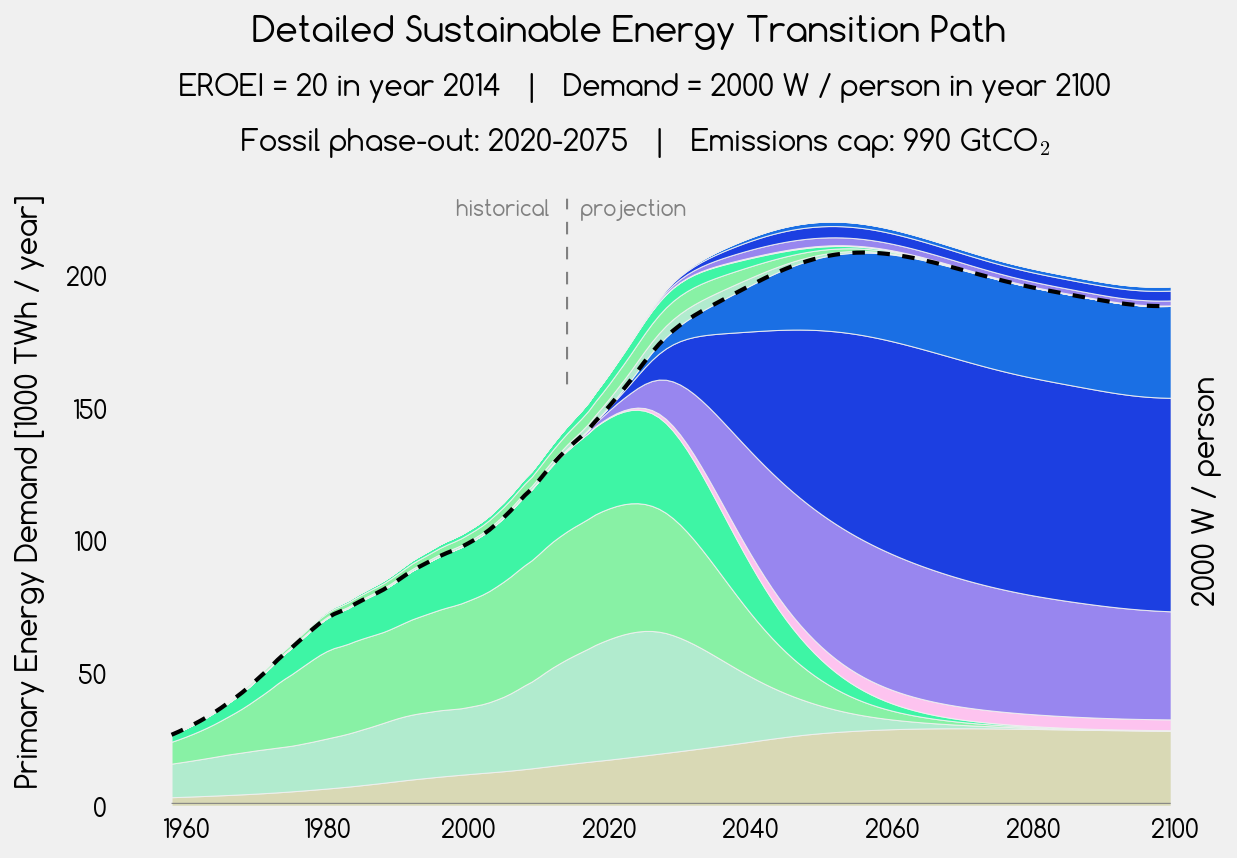 Detailed Sustainable Energy Transition Path
EROEI = 20 in year 2014 | Demand = 2000 W / person in year 2100
Fossil phase-out: 2020-2075 | Emissions cap: 990 GtCO₂
historical projection
Primary Energy Demand [1000 TWh / year]
200
150
100
50
0
2000 W / person
1960 1980 2000 2020 2040 2060 2080 2100